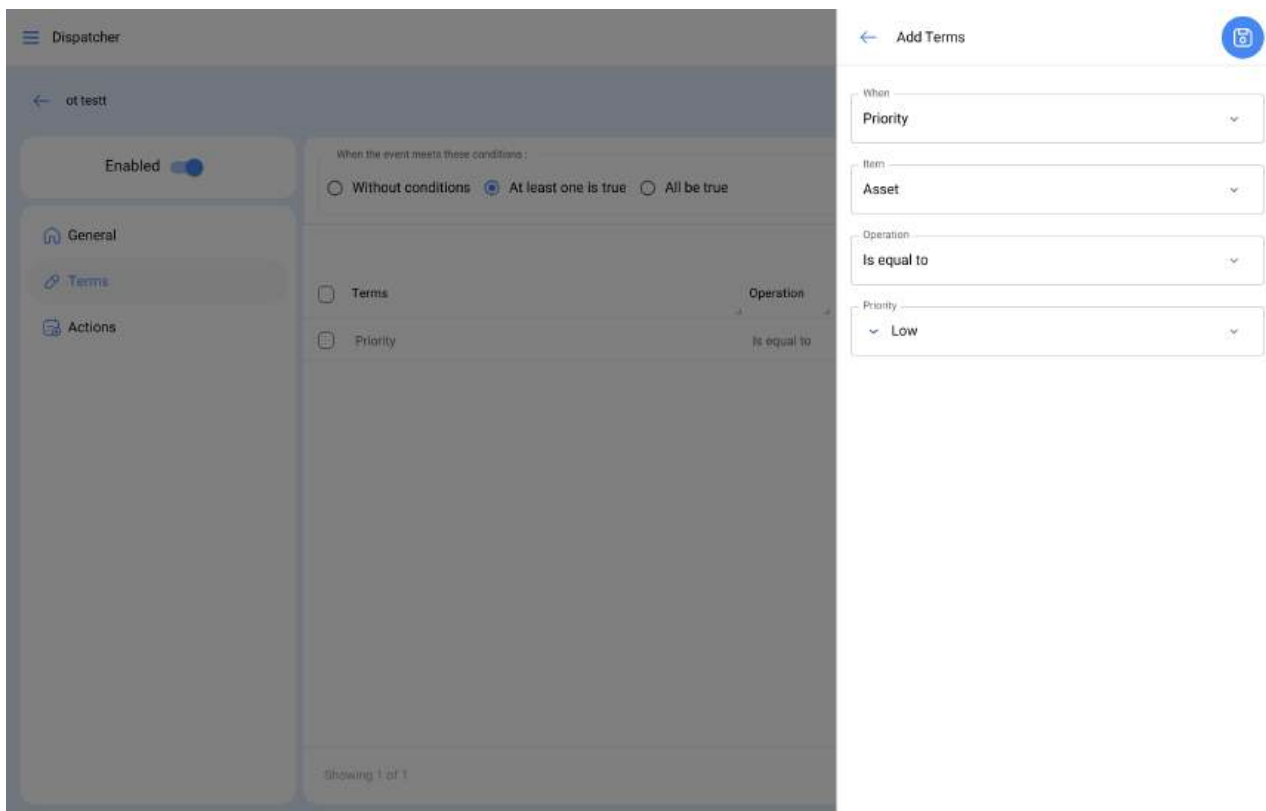 Dispatcher
Add Terms
ot testt
Enabled
General
Terms
Actions
When the event meets these conditions :
Without conditions
At least one is true
All be true
Terms
Operation
Priority
Is equal to
Showing 1 of 1
When
Priority
Item
Asset
Operation
Is equal to
Priority
Low